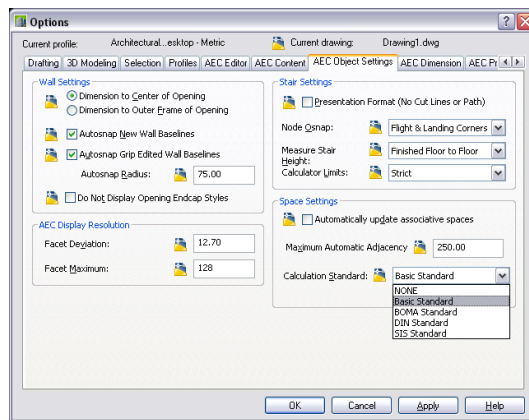 Options
Current profile: Architectural...esktop - Metric Current drawing: Drawing1.dwg
Drafting 3D Modeling Selection Profiles AEC Editor AEC Content AEC Object Settings AEC Dimension AEC Pr
Wall Settings
Dimension to Center of Opening
Dimension to Outer Frame of Opening
Autosnap New Wall Baselines
Autosnap Grip Edited Wall Baselines
Autosnap Radius: 75.00
Do Not Display Opening Endcap Styles
AEC Display Resolution
Facet Deviation: 12.70
Facet Maximum: 128
Stair Settings
Presentation Format (No Cut Lines or Path)
Node Osnap: Flight & Landing Corners
Measure Stair Height: Finished Floor to Floor
Calculator Limits: Strict
Space Settings
Automatically update associative spaces
Maximum Automatic Adjacency 250.00
Calculation Standard: Basic Standard
NONE
Basic Standard
BOMA Standard
DIN Standard
SIS Standard
OK Cancel Apply Help